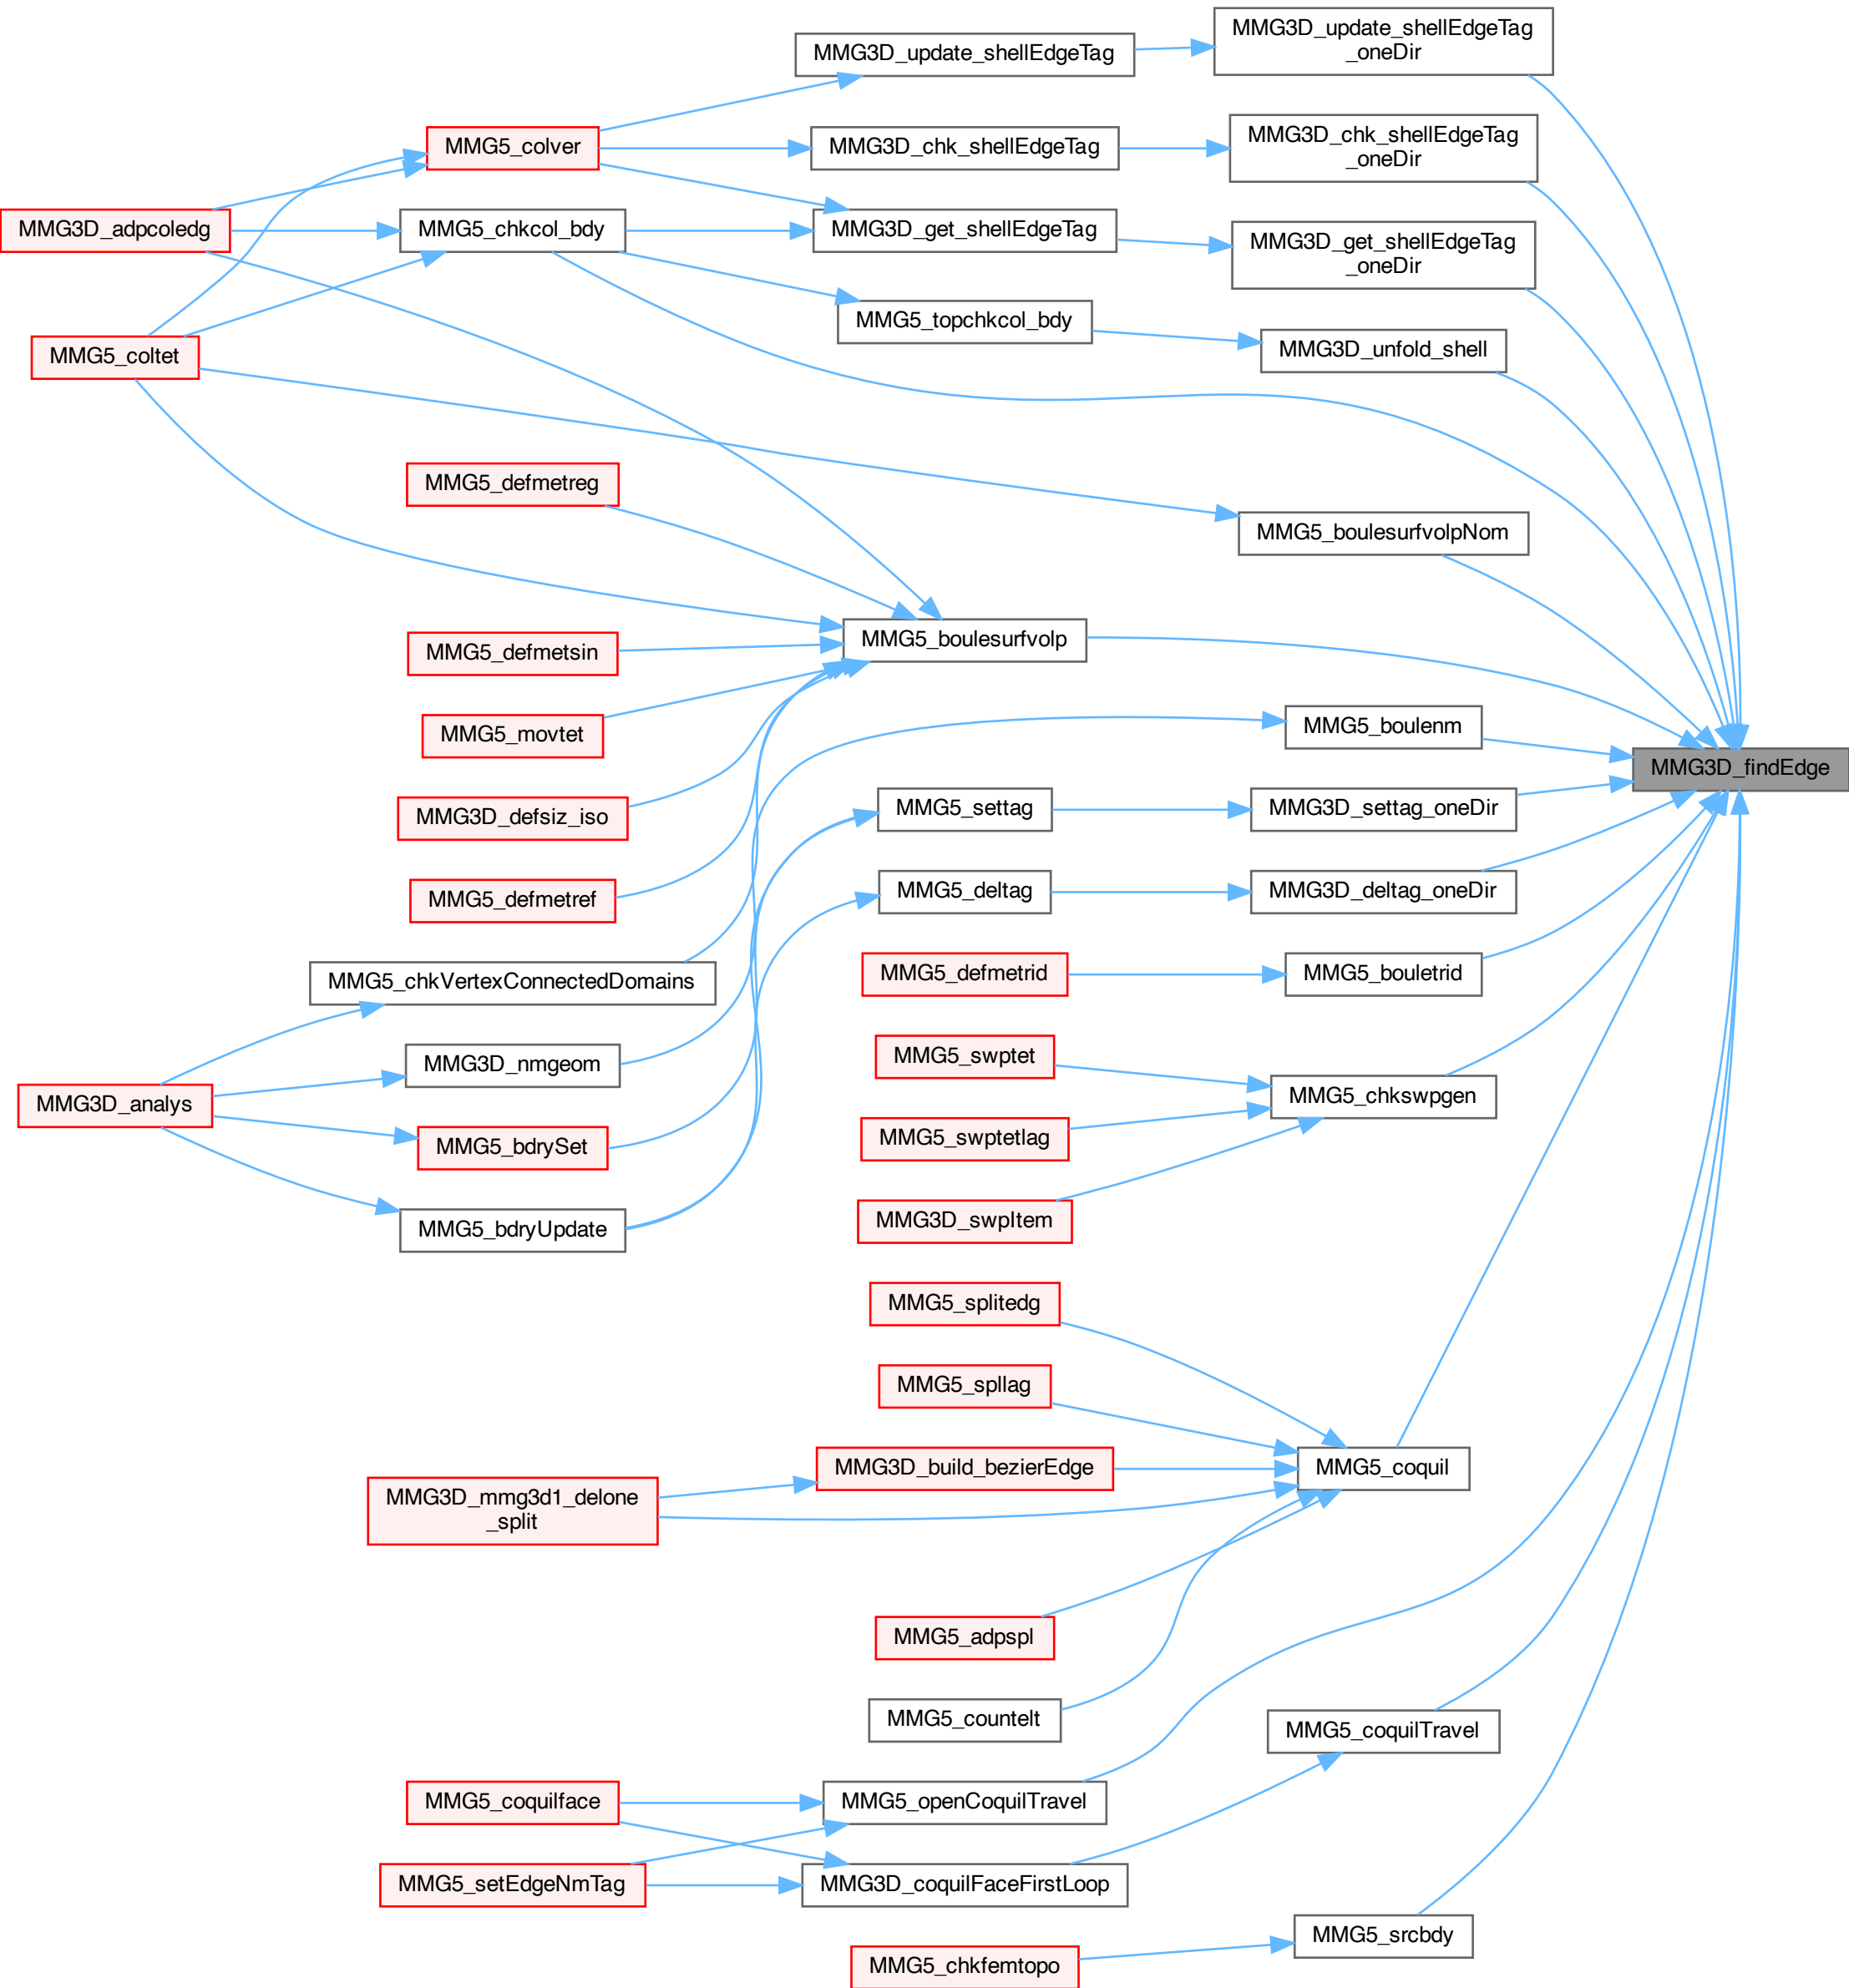 MMG3D_update_shellEdgeTag
_oneDir
MMG3D_update_shellEdgeTag
MMG3D_chk_shellEdgeTag
_oneDir
MMG5_colver
MMG3D_chk_shellEdgeTag
MMG3D_adpcoledg
MMG5_chkcol_bdy
MMG3D_get_shellEdgeTag
MMG3D_get_shellEdgeTag
_oneDir
MMG5_topchkcol_bdy
MMG5_coltet
MMG3D_unfold_shell
MMG5_defmetreg
MMG5_boulesurfvolpNom
MMG5_defmetsin
MMG5_boulesurfvolp
MMG5_movtet
MMG5_boulenm
MMG3D_findEdge
MMG3D_defsiz_iso
MMG5_settag
MMG3D_settag_oneDir
MMG5_defmetref
MMG5_deltag
MMG3D_deltag_oneDir
MMG5_chkVertexConnectedDomains
MMG5_defmetrid
MMG5_bouletrid
MMG3D_nmgeom
MMG5_swptet
MMG3D_analys
MMG5_chkswpgen
MMG5_bdrySet
MMG5_swptetlag
MMG5_bdryUpdate
MMG3D_swpItem
MMG5_splitedg
MMG5_spllag
MMG3D_mmg3d1_delone
_split
MMG3D_build_bezierEdge
MMG5_coquil
MMG5_adpspl
MMG5_countelt
MMG5_coquilTravel
MMG5_coquilface
MMG5_openCoquilTravel
MMG5_setEdgeNmTag
MMG3D_coquilFaceFirstLoop
MMG5_srcbdy
MMG5_chkfemtopo